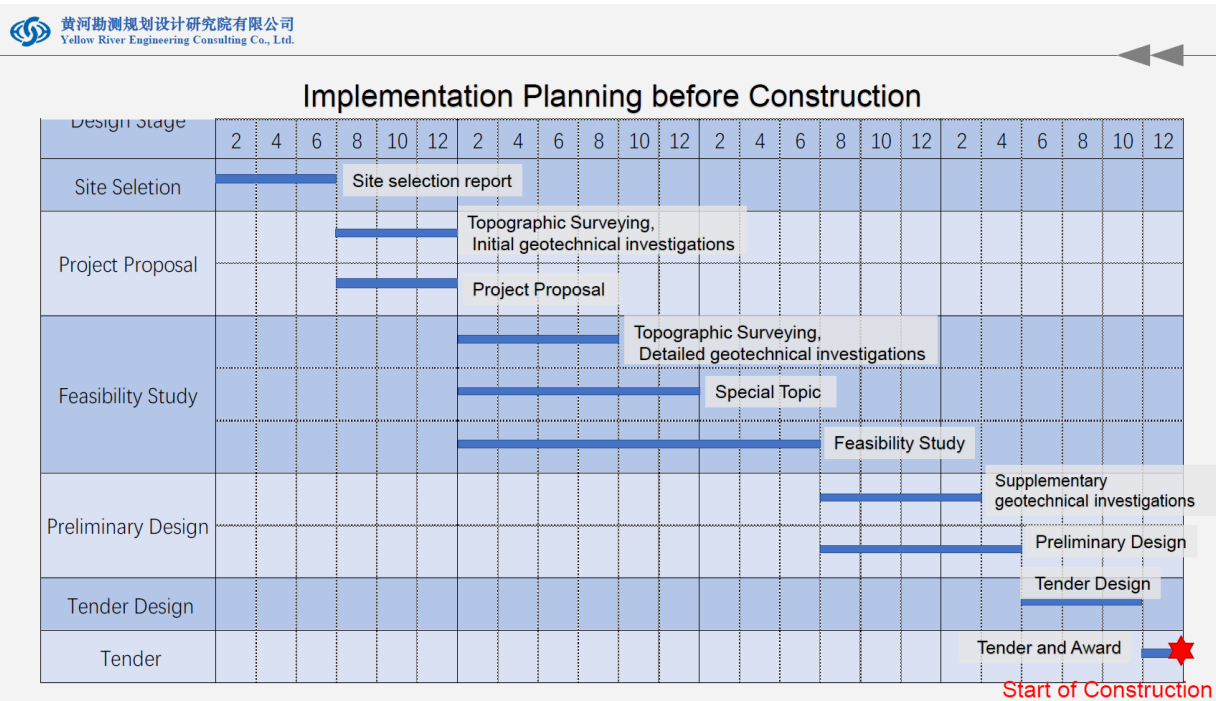 黄河勘测规划设计研究院有限公司
Yellow River Engineering Consulting Co., Ltd.
Implementation Planning before Construction
Design Stage
2 4 6 8 10 12 2 4 6 8 10 12 2 4 6 8 10 12 2 4 6 8 10 12
Site Seletion
Site selection report
Project Proposal
Topographic Surveying,
Initial geotechnical investigations
Project Proposal
Feasibility Study
Topographic Surveying,
Detailed geotechnical investigations
Special Topic
Feasibility Study
Preliminary Design
Supplementary
geotechnical investigations
Preliminary Design
Tender Design
Tender Design
Tender
Tender and Award
Start of Construction